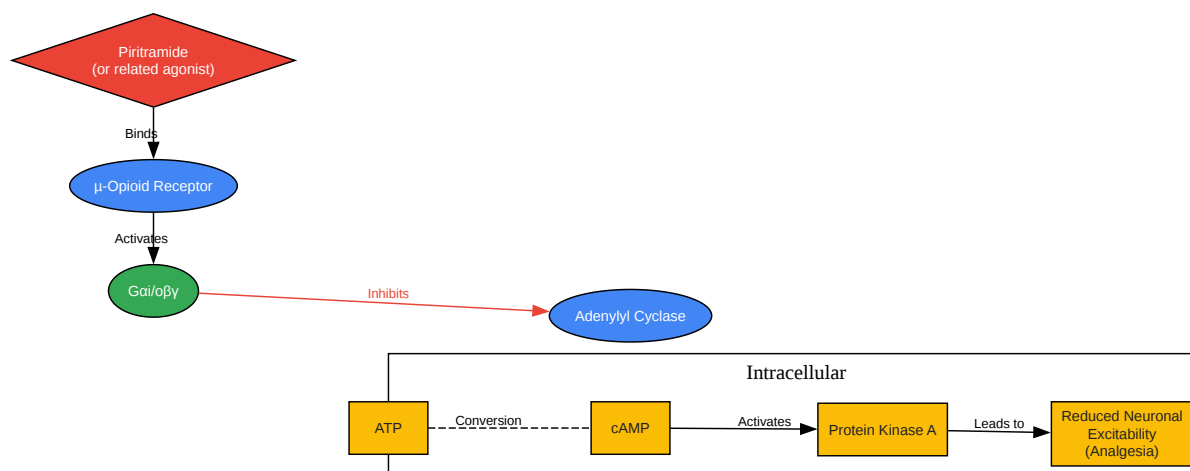 Piritramide
(or related agonist)
Binds
µ-Opioid Receptor
Activates
Gαi/oβγ
Inhibits
Adenylyl Cyclase
Intracellular
ATP
Conversion
cAMP
Activates
Protein Kinase A
Leads to
Reduced Neuronal
Excitability
(Analgesia)